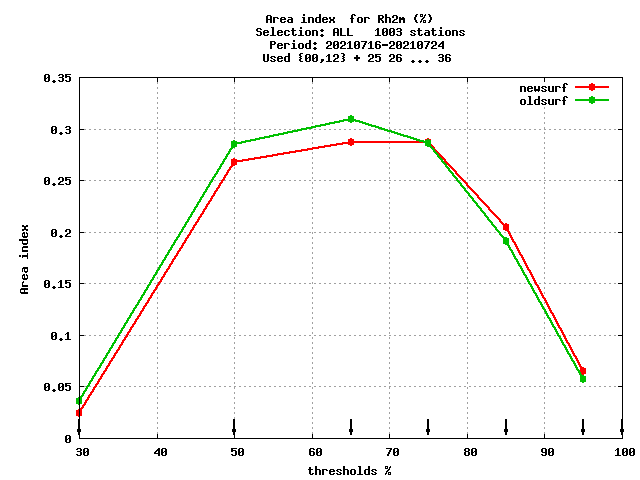 Area index  for Rh2m (%)
Selection: ALL   1003 stations
Period: 20210716-20210724
Used {00,12} + 25 26 ... 36
newsurf
oldsurf
0.35
0.3
0.25
0.2
0.15
0.1
0.05
0
Area index
30 40 50 60 70 80 90 100
thresholds %